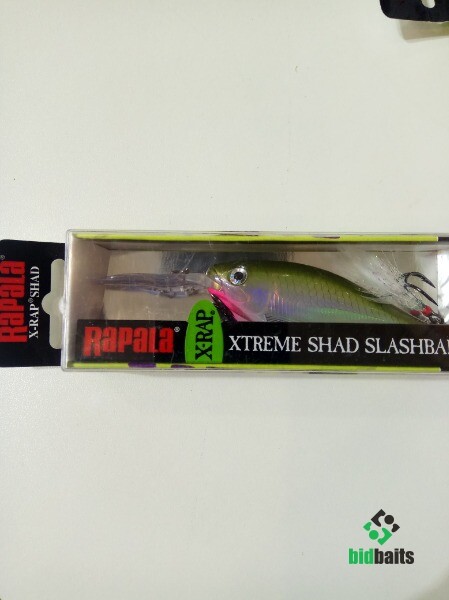 RAPALA
X-RAP® SHAD
RAPALA®
X-RAP®
XTREME SHAD SLASHBA
bidbaits